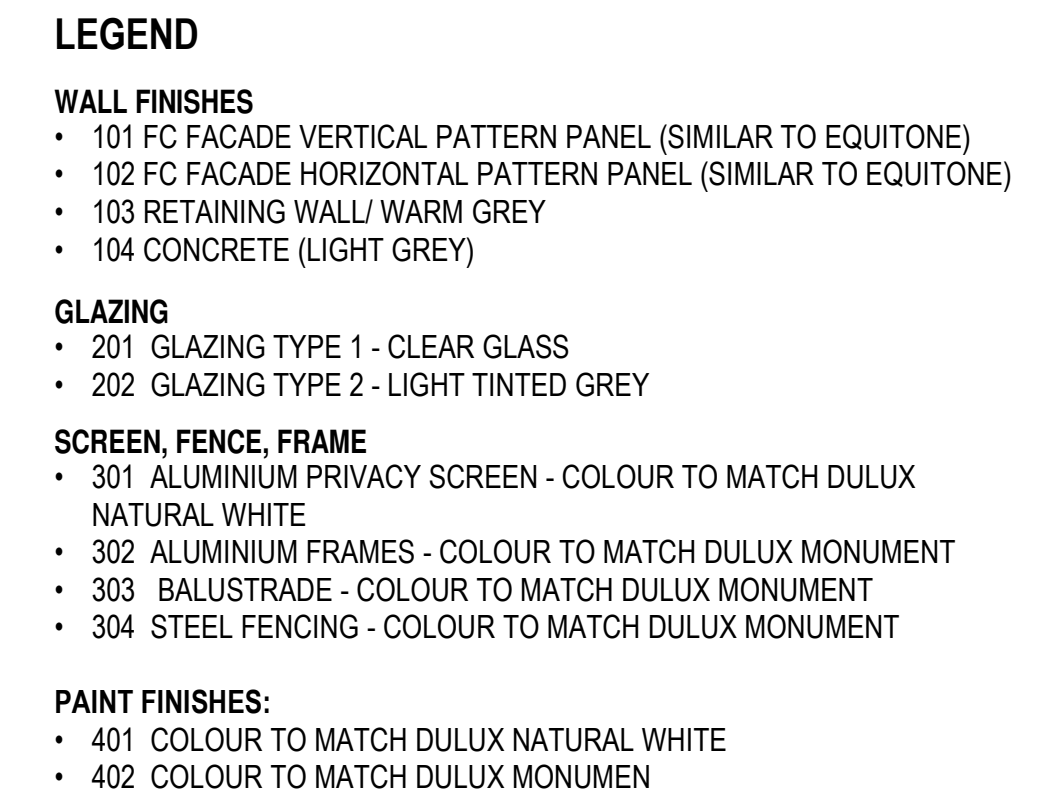 LEGEND
WALL FINISHES
• 101 FC FACADE VERTICAL PATTERN PANEL (SIMILAR TO EQUITONE)
• 102 FC FACADE HORIZONTAL PATTERN PANEL (SIMILAR TO EQUITONE)
• 103 RETAINING WALL/ WARM GREY
• 104 CONCRETE (LIGHT GREY)
GLAZING
• 201 GLAZING TYPE 1 - CLEAR GLASS
• 202 GLAZING TYPE 2 - LIGHT TINTED GREY
SCREEN, FENCE, FRAME
• 301 ALUMINIUM PRIVACY SCREEN - COLOUR TO MATCH DULUX
NATURAL WHITE
• 302 ALUMINIUM FRAMES - COLOUR TO MATCH DULUX MONUMENT
• 303 BALUSTRADE - COLOUR TO MATCH DULUX MONUMENT
• 304 STEEL FENCING - COLOUR TO MATCH DULUX MONUMENT
PAINT FINISHES:
• 401 COLOUR TO MATCH DULUX NATURAL WHITE
• 402 COLOUR TO MATCH DULUX MONUMEN